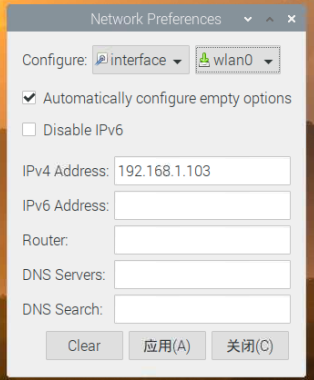 Network Preferences
Configure: interface wlan0
Automatically configure empty options
Disable IPv6
IPv4 Address: 192.168.1.103
IPv6 Address:
Router:
DNS Servers:
DNS Search:
Clear 应用(A) 关闭(C)